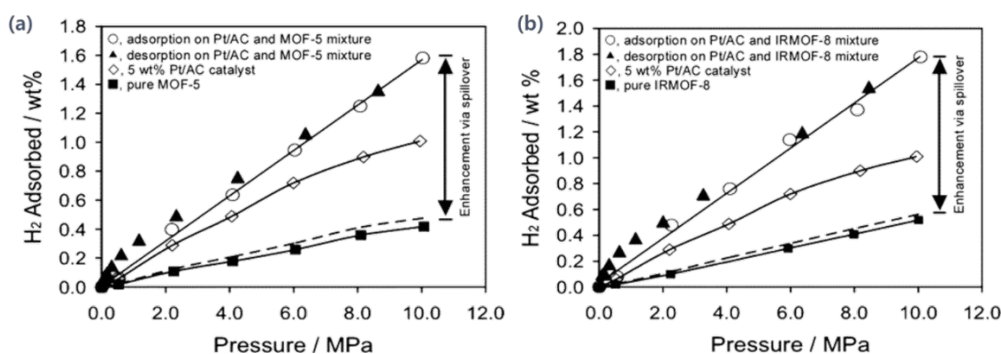 (a)
H2 Adsorbed / wt%
1.8
1.6
1.4
1.2
1.0
0.8
0.6
0.4
0.2
0.0
○, adsorption on Pt/AC and MOF-5 mixture
▲, desorption on Pt/AC and MOF-5 mixture
◇, 5 wt% Pt/AC catalyst
■, pure MOF-5
Enhancement via spillover
0.0 2.0 4.0 6.0 8.0 10.0 12.0
Pressure / MPa
(b)
H2 Adsorbed / wt %
2.0
1.8
1.6
1.4
1.2
1.0
0.8
0.6
0.4
0.2
0.0
○, adsorption on Pt/AC and IRMOF-8 mixture
▲, desorption on Pt/AC and IRMOF-8 mixture
◇, 5 wt% Pt/AC catalyst
■, pure IRMOF-8
Enhancement via spillover
0.0 2.0 4.0 6.0 8.0 10.0 12.0
Pressure / MPa